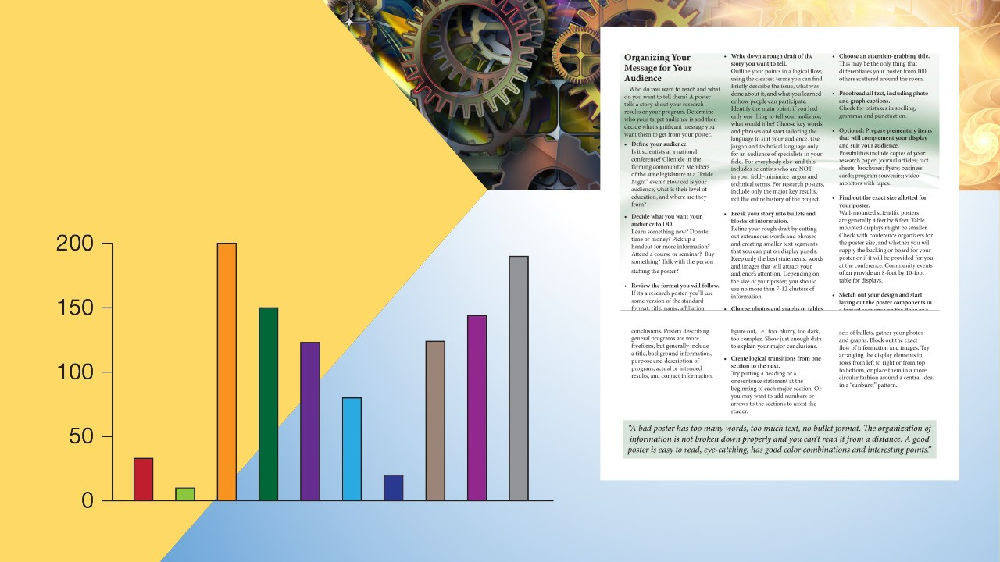 200
150
100
50
0
Organizing Your
Message for Your
Audience
Who do you want to reach and what
do you want to tell them? A poster
tells a story about your research
results or your program. Determine
who your target audience is and then
decide what significant message you
want them to get from your poster.
• Define your audience.
Is it scientists at a national
conference? Clientele in the
farming community? Members
of the state legislature at a “Pride
Night” event? How old is your
audience, what is their level of
education, and where are they
from?
• Decide what you want your
audience to DO.
Learn something new? Donate
time or money? Pick up a
handout for more information?
Attend a course or seminar? Buy
something? Talk with the person
staffing the poster?
• Review the format you will follow.
If it’s a research poster, you’ll use
some version of the standard
format: title, name, affiliation,
conclusions. Posters describing
general programs are more
freeform, but generally include
a title, background information,
purpose and description of
program, actual or intended
results, and contact information.
• Write down a rough draft of the
story you want to tell.
Outline your points in a logical flow,
using the clearest terms you can find.
Briefly describe the issue, what was
done about it, and what you learned
or how people can participate.
Identify the main point: if you had
only one thing to tell your audience,
what would it be? Choose key words
and phrases and start tailoring the
language to suit your audience. Use
jargon and technical language only
for an audience of specialists in your
field. For everybody else–and this
includes scientists who are NOT
in your field–minimize jargon and
technical terms. For research posters,
include only the major key results,
not the entire history of the project.
• Break your story into bullets and
blocks of information.
Refine your rough draft by cutting
out extraneous words and phrases
and creating smaller text segments
that you can put on display panels.
Keep only the best statements, words
and images that will attract your
audience’s attention. Depending on
the size of your poster, you should
use no more than 7-12 clusters of
information.
• Choose photos and graphs or tables
figure out, i.e., too blurry, too dark,
too complex. Show just enough data
to explain your major conclusions.
• Create logical transitions from one
section to the next.
Try putting a heading or a
onesentence statement at the
beginning of each major section. Or
you may want to add numbers or
arrows to the sections to assist the
reader.
• Choose an attention-grabbing title.
This may be the only thing that
differentiates your poster from 100
others scattered around the room.
• Proofread all text, including photo
and graph captions.
Check for mistakes in spelling,
grammar and punctuation.
• Optional: Prepare plementary items
that will complement your display
and suit your audience.
Possibilities include copies of your
research paper; journal articles; fact
sheets; brochures; flyers; business
cards; program souvenirs; video
monitors with tapes.
• Find out the exact size allotted for
your poster.
Wall-mounted scientific posters
are generally 4 feet by 8 feet. Table
mounted displays might be smaller.
Check with conference organizers for
the poster size, and whether you will
supply the backing or board for your
poster or if it will be provided for you
at the conference. Community events
often provide an 8-foot by 10-foot
table for displays.
• Sketch out your design and start
laying out the poster components in
sets of bullets, gather your photos
and graphs. Block out the exact
flow of information and images. Try
arranging the display elements in
rows from left to right or from top
to bottom, or place them in a more
circular fashion around a central idea,
in a “sunburst” pattern.
“A bad poster has too many words, too much text, no bullet format. The organization of
information is not broken down properly and you can’t read it from a distance. A good
poster is easy to read, eye-catching, has good color combinations and interesting points.”